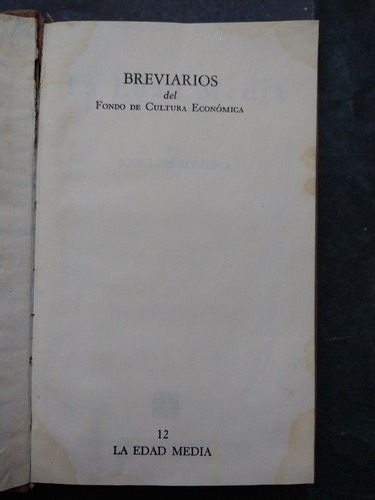 BREVIARIOS
del
FONDO DE CULTURA ECONÓMICA
12
LA EDAD MEDIA